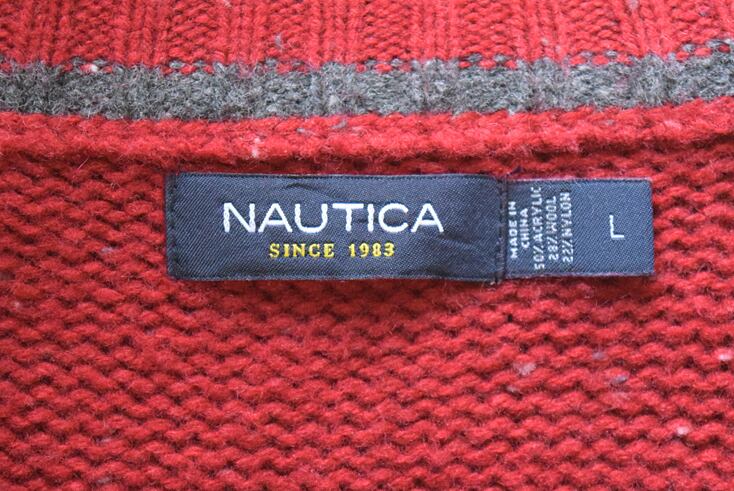 NAUTICA
SINCE 1983
MADE IN
CHINA
50% ACRYLIC
28% WOOL
22% NYLON
L